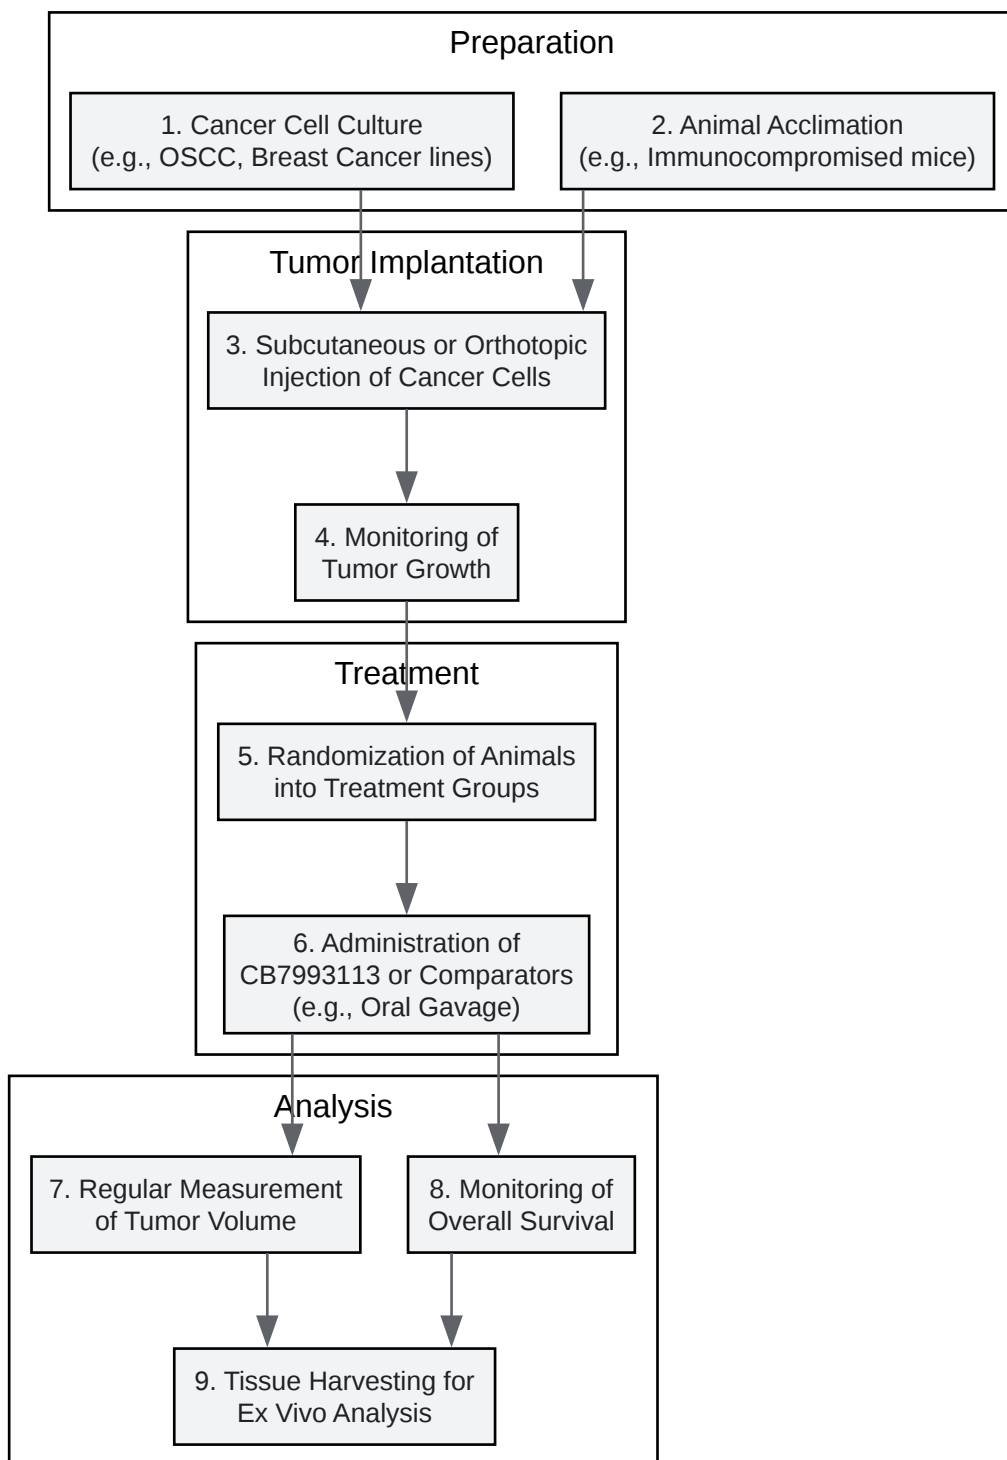 Preparation
1. Cancer Cell Culture
(e.g., OSCC, Breast Cancer lines)
2. Animal Acclimation
(e.g., Immunocompromised mice)
Tumor Implantation
3. Subcutaneous or Orthotopic
Injection of Cancer Cells
4. Monitoring of
Tumor Growth
Treatment
5. Randomization of Animals
into Treatment Groups
6. Administration of
CB7993113 or Comparators
(e.g., Oral Gavage)
Analysis
7. Regular Measurement
of Tumor Volume
8. Monitoring of
Overall Survival
9. Tissue Harvesting for
Ex Vivo Analysis